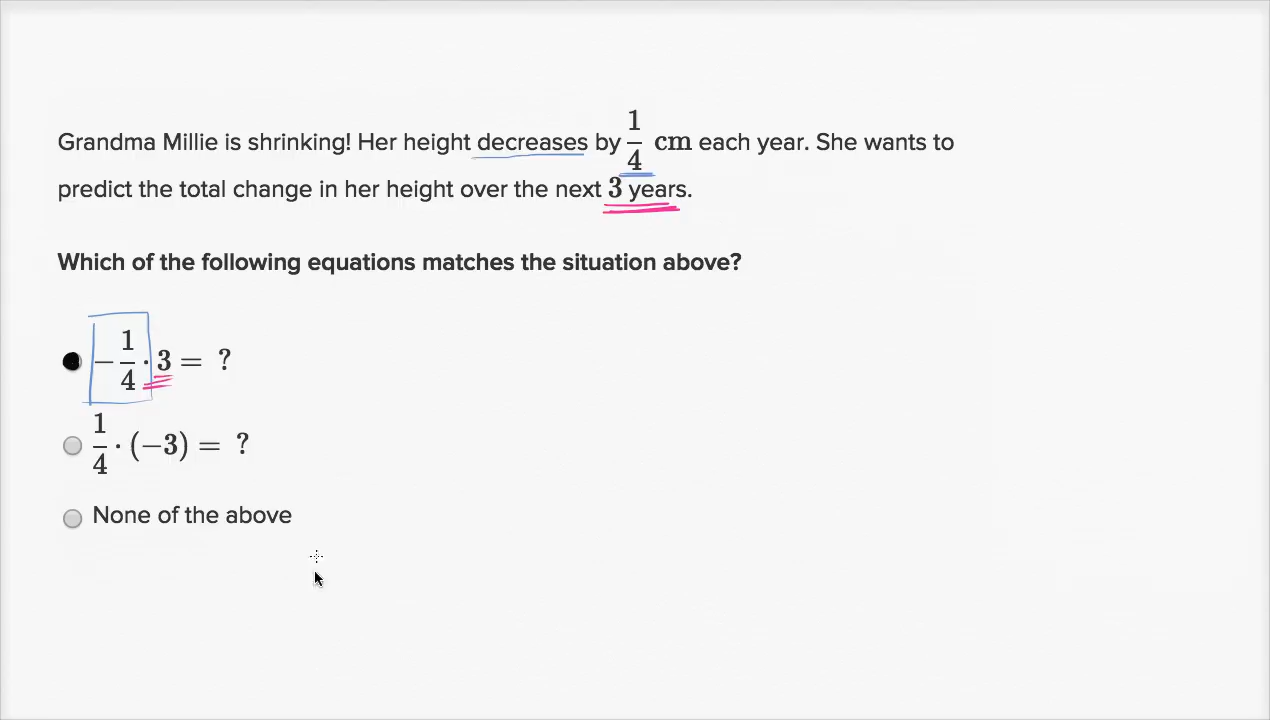 Grandma Millie is shrinking! Her height decreases by 1/4 cm each year. She wants to
predict the total change in her height over the next 3 years.
Which of the following equations matches the situation above?
−1/4 · 3 = ?
1/4 · (−3) = ?
None of the above